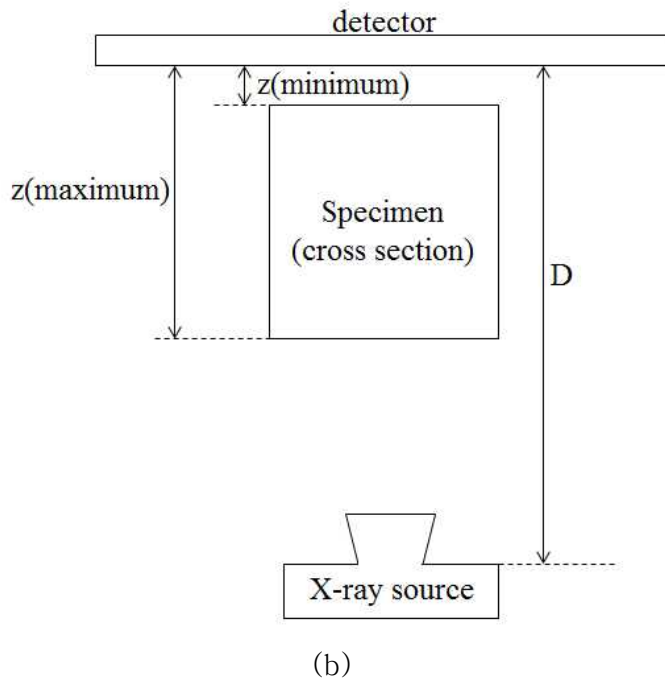 detector
z(minimum)
z(maximum)
Specimen
(cross section)
D
X-ray source
(b)